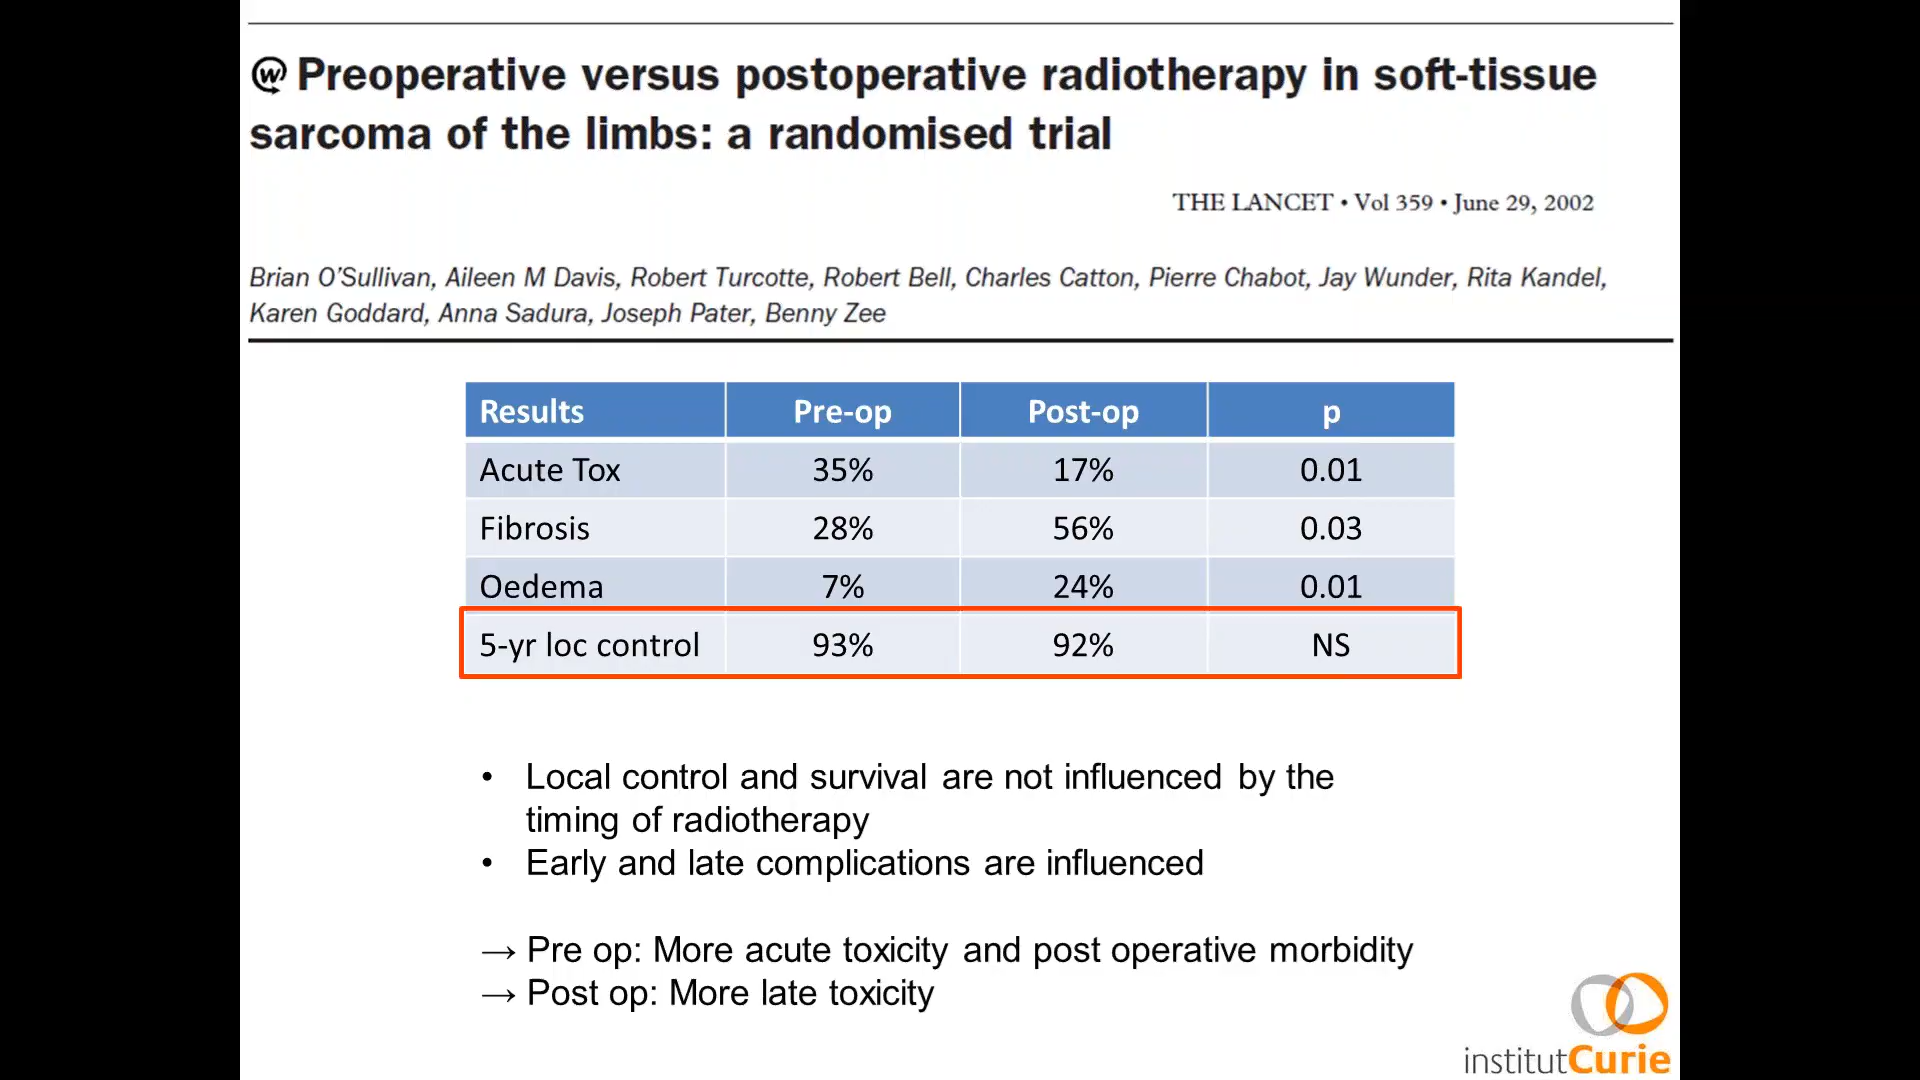 Preoperative versus postoperative radiotherapy in soft-tissue
sarcoma of the limbs: a randomised trial
THE LANCET • Vol 359 • June 29, 2002
Brian O'Sullivan, Aileen M Davis, Robert Turcotte, Robert Bell, Charles Catton, Pierre Chabot, Jay Wunder, Rita Kandel,
Karen Goddard, Anna Sadura, Joseph Pater, Benny Zee
Results Pre-op Post-op p
Acute Tox 35% 17% 0.01
Fibrosis 28% 56% 0.03
Oedema 7% 24% 0.01
5-yr loc control 93% 92% NS
• Local control and survival are not influenced by the
timing of radiotherapy
• Early and late complications are influenced
→ Pre op: More acute toxicity and post operative morbidity
→ Post op: More late toxicity
institutCurie